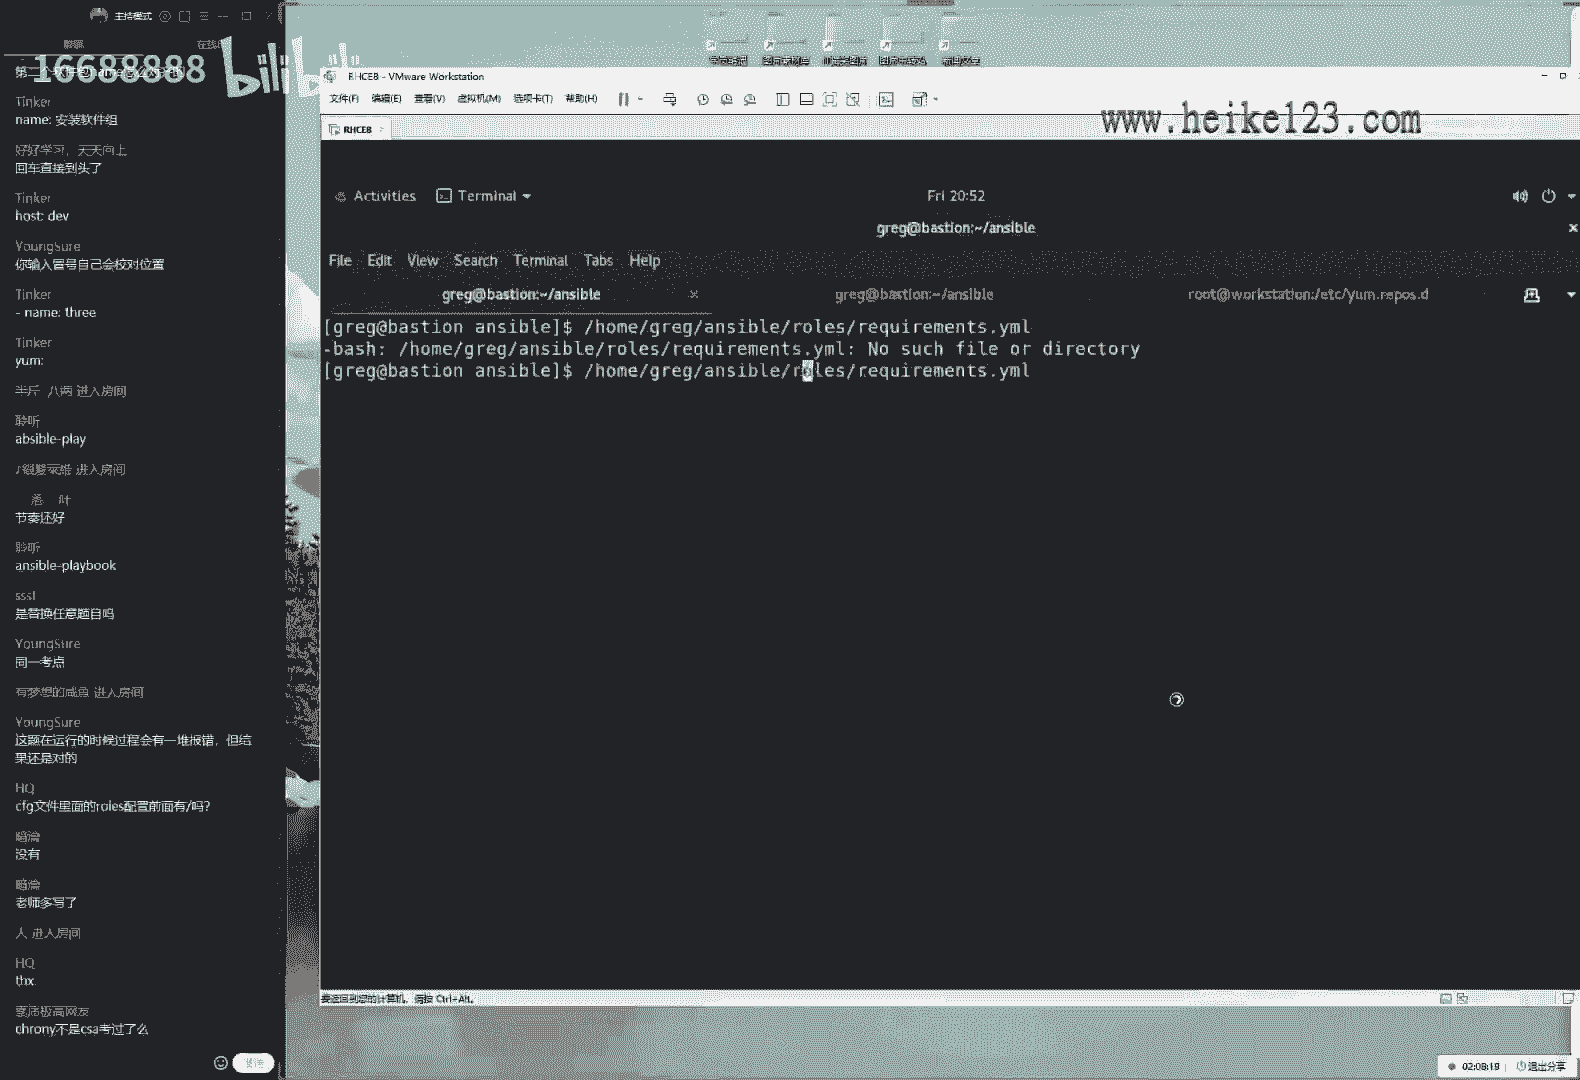 主持模式
16688888
bili
Tinker
name: 安装软件组
好好学习，天天向上
回车直接到头了
Tinker
host: dev
YoungSure
你输入冒号自己会校对位置
Tinker
- name: three
Tinker
yum:
半斤 八两 进入房间
聆听
absible-play
进入房间
落 叶
节奏还好
聆听
ansible-playbook
sssl
是替换任意题目吗
YoungSure
同一考点
有梦想的咸鱼 进入房间
YoungSure
这题在运行的时候过程会有一堆报错，但结
果还是对的
HQ
cfg文件里面的roles配置前面有/吗?
没有
老师多写了
人 进入房间
HQ
thx
chrony不是csa考过了么
发送
RHCE8 - VMware Workstation
文件(F) 编辑(E) 查看(V) 虚拟机(M) 选项卡(T) 帮助(H)
www.heike123.com
RHCE8
Activities Terminal
Fri 20:52
greg@bastion:~/ansible
File Edit View Search Terminal Tabs Help
greg@bastion:~/ansible greg@bastion:~/ansible root@workstation:/etc/yum.repos.d
[greg@bastion ansible]$ /home/greg/ansible/roles/requirements.yml
-bash: /home/greg/ansible/roles/requirements.yml: No such file or directory
[greg@bastion ansible]$ /home/greg/ansible/roles/requirements.yml
要返回到您的计算机，请按 Ctrl+Alt。
02:08:19 退出分享